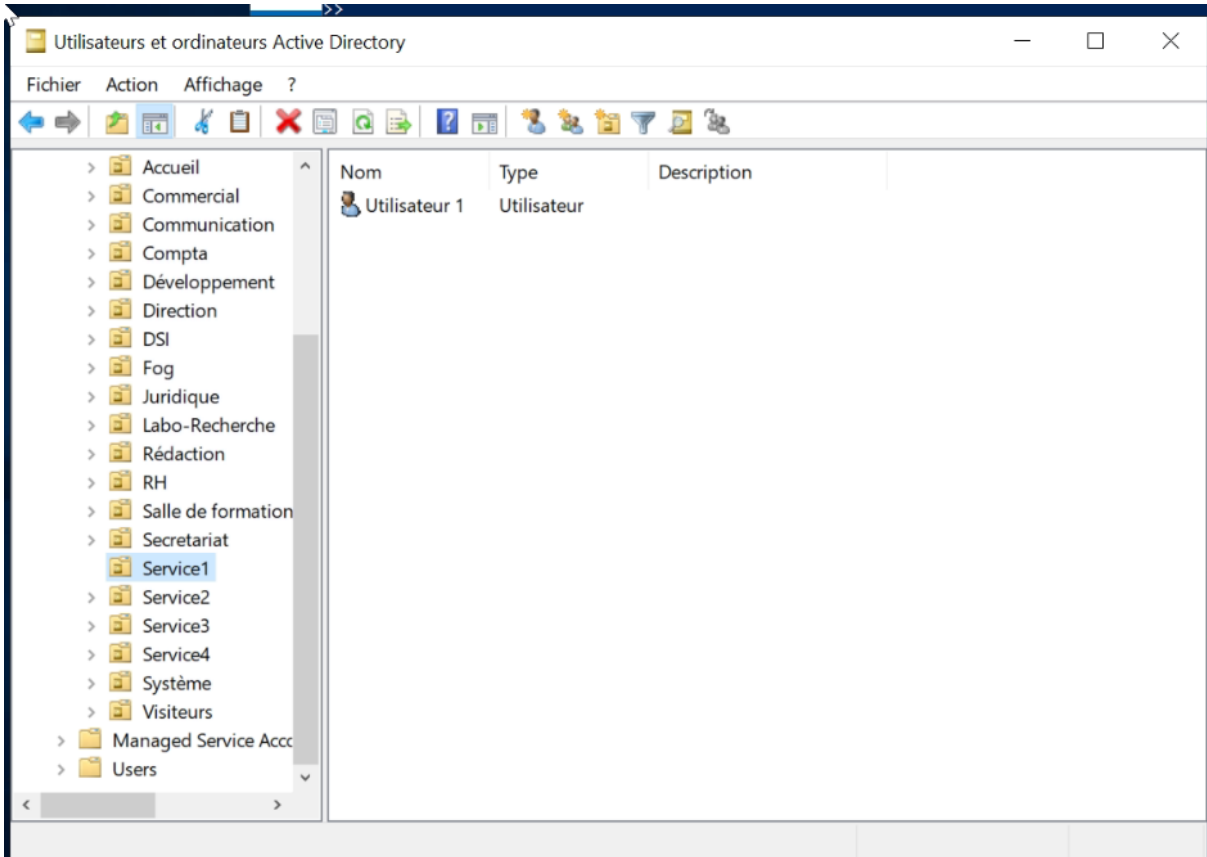 >>
Utilisateurs et ordinateurs Active Directory
Fichier Action Affichage ?
Accueil
Commercial
Communication
Compta
Développement
Direction
DSI
Fog
Juridique
Labo-Recherche
Rédaction
RH
Salle de formation
Secretariat
Service1
Service2
Service3
Service4
Système
Visiteurs
Managed Service Acco
Users
Nom Type Description
Utilisateur 1 Utilisateur